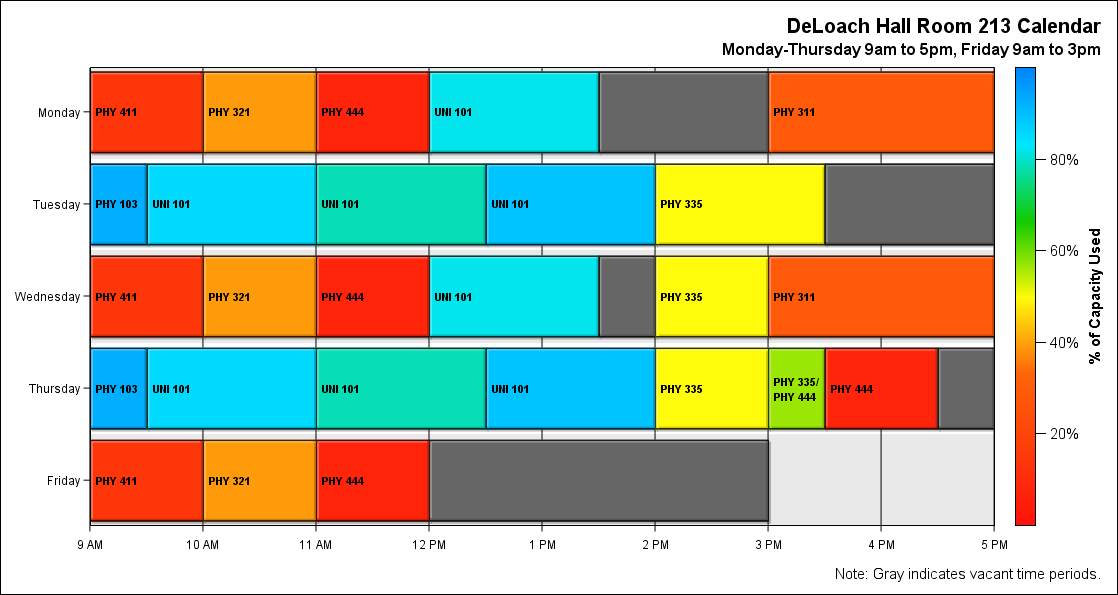 DeLoach Hall Room 213 Calendar
Monday-Thursday 9am to 5pm, Friday 9am to 3pm
Monday
PHY 411
PHY 321
PHY 444
UNI 101
PHY 311
Tuesday
PHY 103
UNI 101
UNI 101
UNI 101
PHY 335
Wednesday
PHY 411
PHY 321
PHY 444
UNI 101
PHY 335
PHY 311
Thursday
PHY 103
UNI 101
UNI 101
UNI 101
PHY 335
PHY 335/
PHY 444
PHY 444
Friday
PHY 411
PHY 321
PHY 444
9 AM
10 AM
11 AM
12 PM
1 PM
2 PM
3 PM
4 PM
5 PM
80%
60%
40%
20%
% of Capacity Used
Note: Gray indicates vacant time periods.